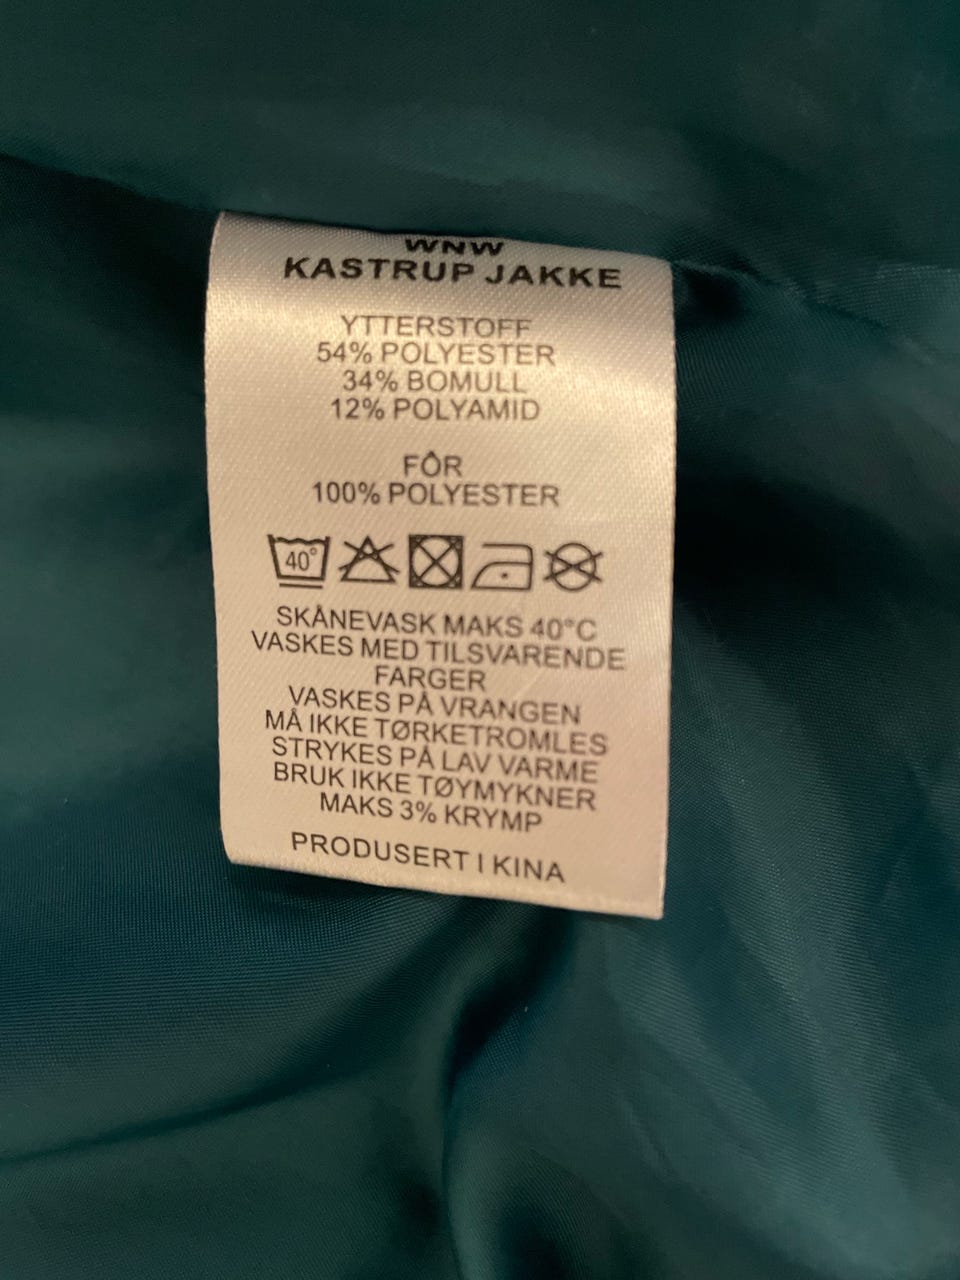 WNW
KASTRUP JAKKE
YTTERSTOFF
54% POLYESTER
34% BOMULL
12% POLYAMID
FÔR
100% POLYESTER
40°
SKÅNEVASK MAKS 40°C
VASKES MED TILSVARENDE
FARGER
VASKES PÅ VRANGEN
MÅ IKKE TØRKETROMLES
STRYKES PÅ LAV VARME
BRUK IKKE TØYMYKNER
MAKS 3% KRYMP
PRODUSERT I KINA